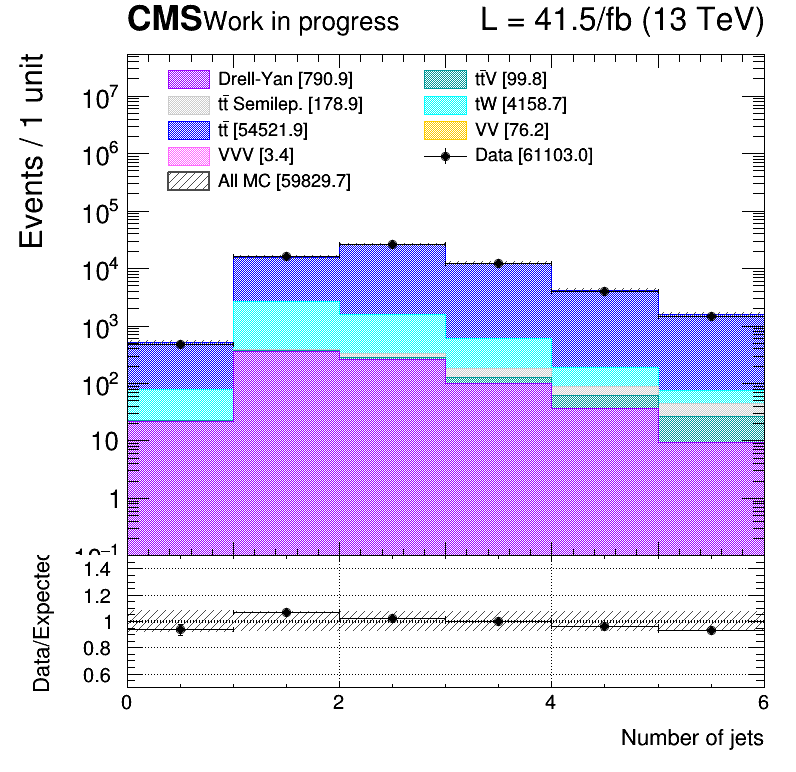 CMS Work in progress L = 41.5/fb (13 TeV)
Events / 1 unit
Drell-Yan [790.9]
tt̄V [99.8]
tt̄ Semilep. [178.9]
tW [4158.7]
tt̄ [54521.9]
VV [76.2]
VVV [3.4]
Data [61103.0]
All MC [59829.7]
10⁷
10⁶
10⁵
10⁴
10³
10²
10
1
10⁻¹
Data/Expected
1.4
1.2
1
0.8
0.6
0 2 4 6
Number of jets